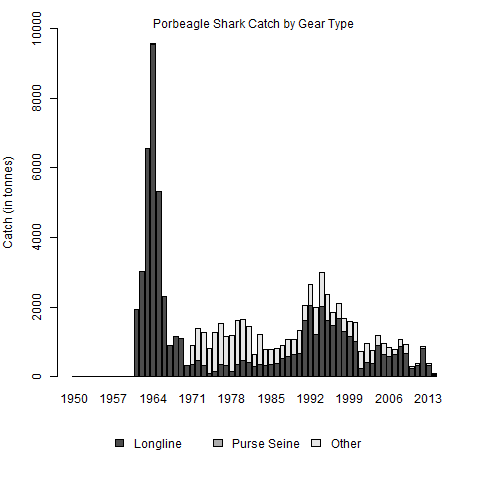 Porbeagle Shark Catch by Gear Type
Catch (in tonnes)
10000
8000
6000
4000
2000
0
1950 1957 1964 1971 1978 1985 1992 1999 2006 2013
Longline Purse Seine Other